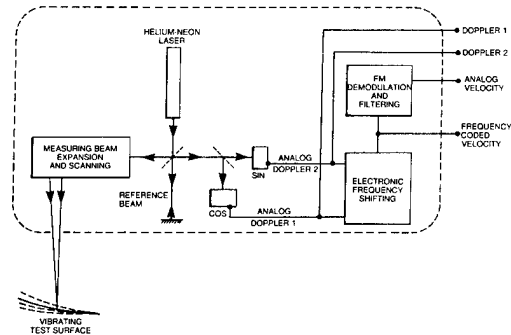 HELIUM-NEON
LASER
DOPPLER 1
DOPPLER 2
FM
DEMODULATION
AND
FILTERING
ANALOG
VELOCITY
FREQUENCY
CODED
VELOCITY
MEASURING BEAM
EXPANSION
AND SCANNING
SIN
ANALOG
DOPPLER 2
ELECTRONIC
FREQUENCY
SHIFTING
REFERENCE
BEAM
COS
ANALOG
DOPPLER 1
VIBRATING
TEST SURFACE